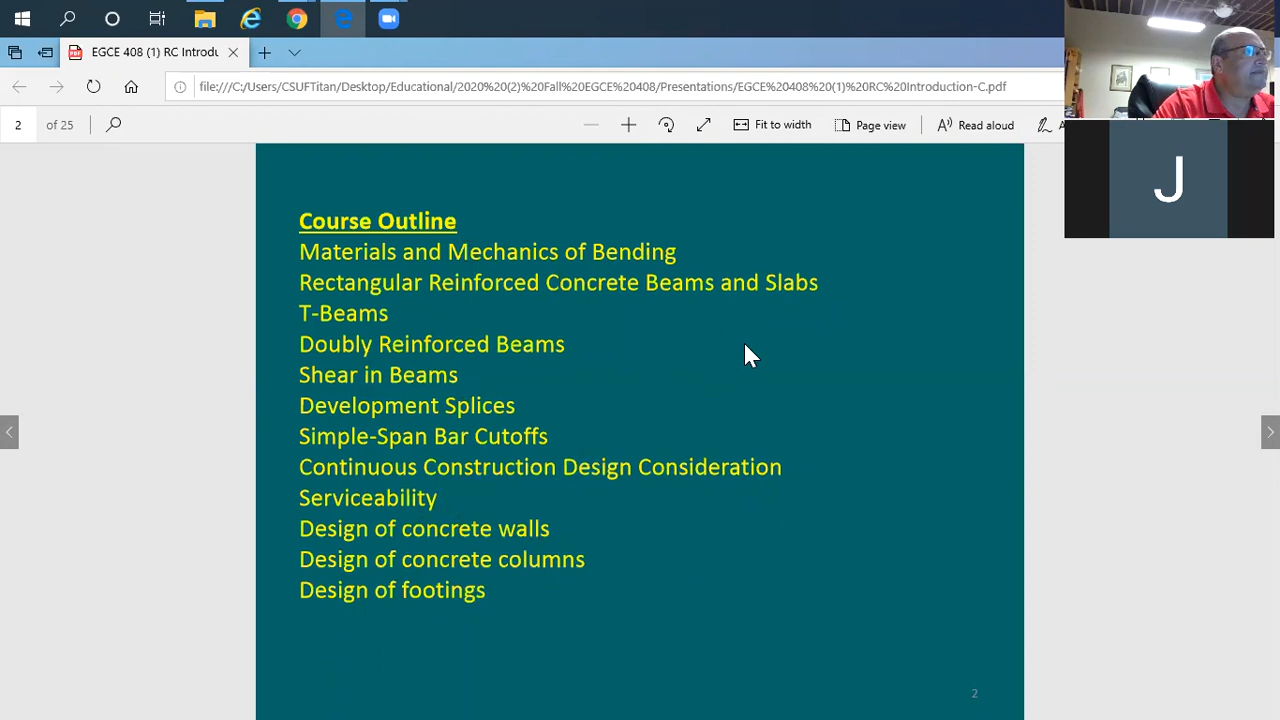 EGCE 408 (1) RC Introdu
file:///C:/Users/CSUFTitan/Desktop/Educational/2020%20(2)%20Fall%20EGCE%20408/Presentations/EGCE%20408%20(1)%20RC%20Introduction-C.pdf
2 of 25
Fit to width
Page view
Read aloud
Course Outline
Materials and Mechanics of Bending
Rectangular Reinforced Concrete Beams and Slabs
T-Beams
Doubly Reinforced Beams
Shear in Beams
Development Splices
Simple-Span Bar Cutoffs
Continuous Construction Design Consideration
Serviceability
Design of concrete walls
Design of concrete columns
Design of footings
2
J